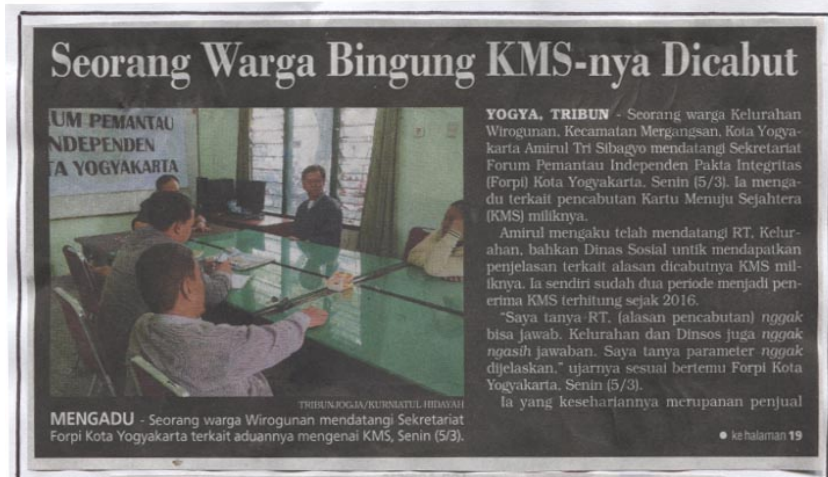 Seorang Warga Bingung KMS-nya Dicabut
UM PEMANTAU
NDEPENDEN
TA YOGYAKARTA
TRIBUNJOGJA/KURNIATUL HIDAYAH
MENGADU - Seorang warga Wirogunan mendatangi Sekretariat
Forpi Kota Yogyakarta terkait aduannya mengenai KMS, Senin (5/3).
YOGYA, TRIBUN - Seorang warga Kelurahan
Wirogunan, Kecamatan Mergangsan, Kota Yogya-
karta Amirul Tri Sibagyo mendatangi Sekretariat
Forum Pemantau Independen Pakta Integritas
(Forpi) Kota Yogyakarta, Senin (5/3). Ia menga-
du terkait pencabutan Kartu Menuju Sejahtera
(KMS) miliknya.
Amirul mengaku telah mendatangi RT, Kelur-
ahan, bahkan Dinas Sosial untik mendapatkan
penjelasan terkait alasan dicabutnya KMS mil-
iknya. Ia sendiri sudah dua periode menjadi pen-
erima KMS terhitung sejak 2016.
"Saya tanya RT, (alasan pencabutan) nggak
bisa jawab. Kelurahan dan Dinsos juga nggak
ngasih jawaban. Saya tanya parameter nggak
dijelaskan," ujarnya sesuai bertemu Forpi Kota
Yogyakarta, Senin (5/3).
Ia yang kesehariannya merupanan penjual
● ke halaman 19